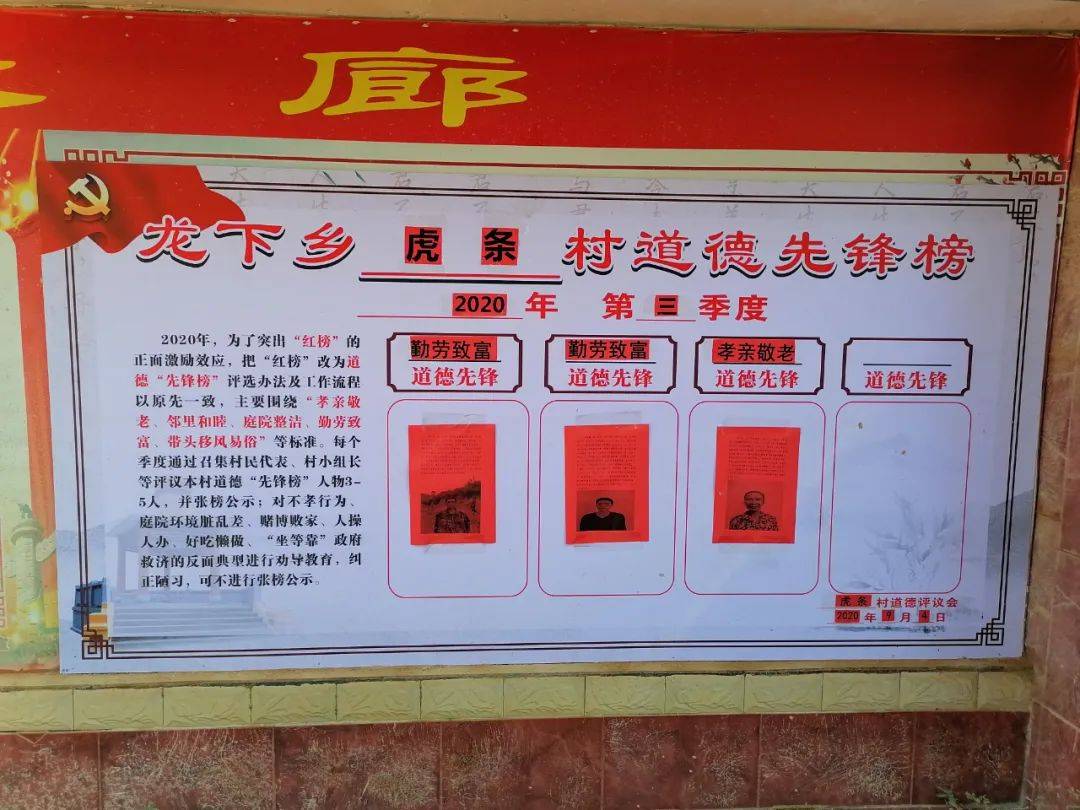 廊
龙下乡 虎条 村道德先锋榜
2020 年 第 三 季度
2020年，为了突出“红榜”的
正面激励效应，把“红榜”改为道
德“先锋榜”评选办法及工作流程
以原先一致，主要围绕“孝亲敬
老、邻里和睦、庭院整洁、勤劳致
富、带头移风易俗”等标准。每个
季度通过召集村民代表、村小组长
等评议本村道德“先锋榜”人物3-
5人，并张榜公示；对不孝行为、
庭院环境脏乱差、赌博败家、人操
人办、好吃懒做、“坐等靠”政府
救济的反面典型进行劝导教育，纠
正陋习，可不进行张榜公示。
勤劳致富
道德先锋
勤劳致富
道德先锋
孝亲敬老
道德先锋
道德先锋
虎条 村道德评议会
2020 年 9 月 4 日